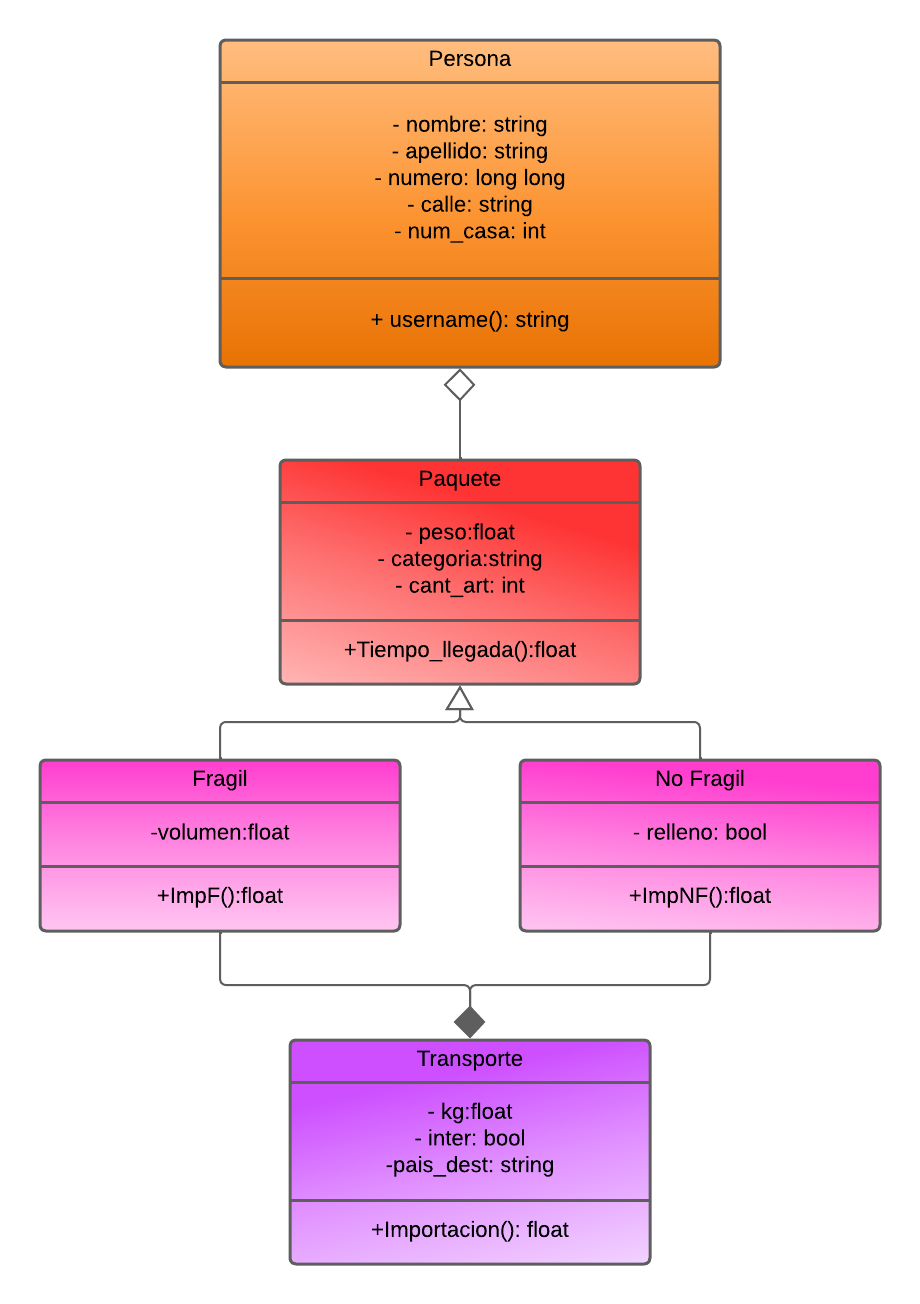 Persona
- nombre: string
- apellido: string
- numero: long long
- calle: string
- num_casa: int
+ username(): string
Paquete
- peso:float
- categoria:string
- cant_art: int
+Tiempo_llegada():float
Fragil
-volumen:float
+ImpF():float
No Fragil
- relleno: bool
+ImpNF():float
Transporte
- kg:float
- inter: bool
-pais_dest: string
+Importacion(): float